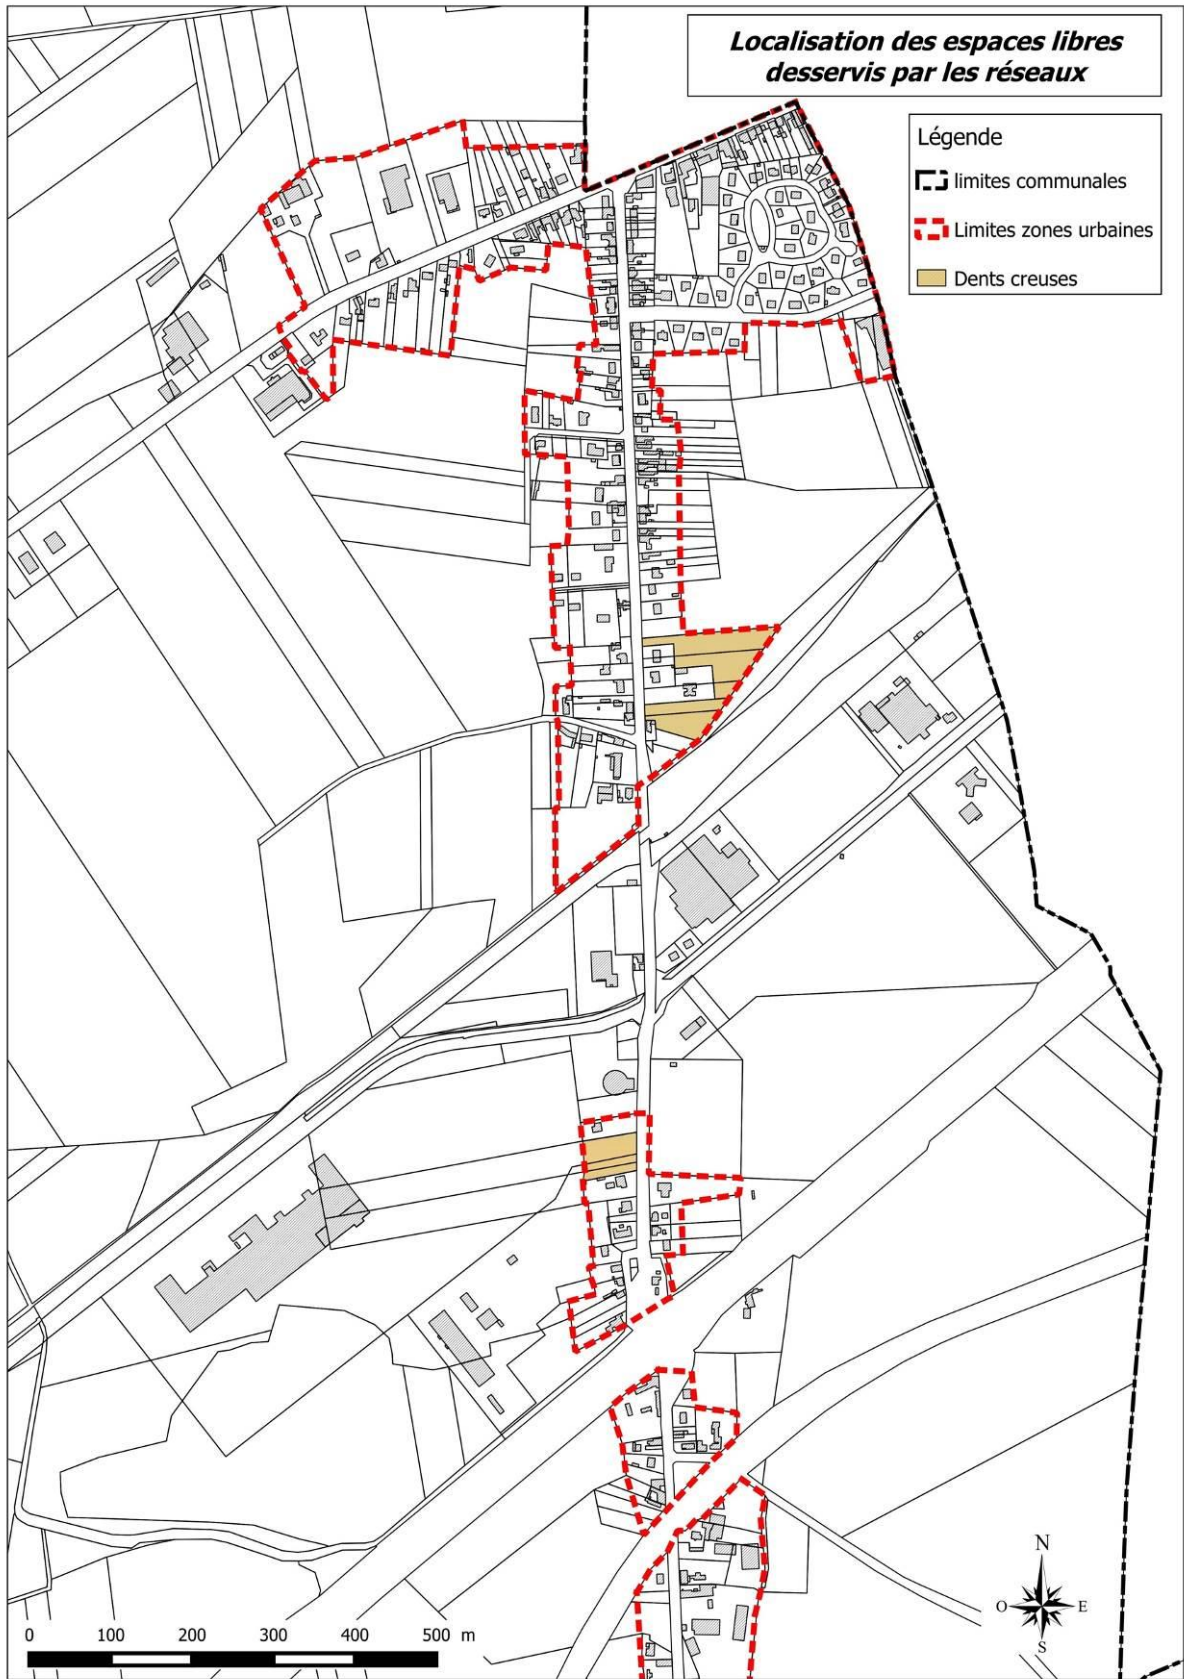 Localisation des espaces libres
desservis par les réseaux
Légende
limites communales
Limites zones urbaines
Dents creuses
N
O E
S
0 100 200 300 400 500 m